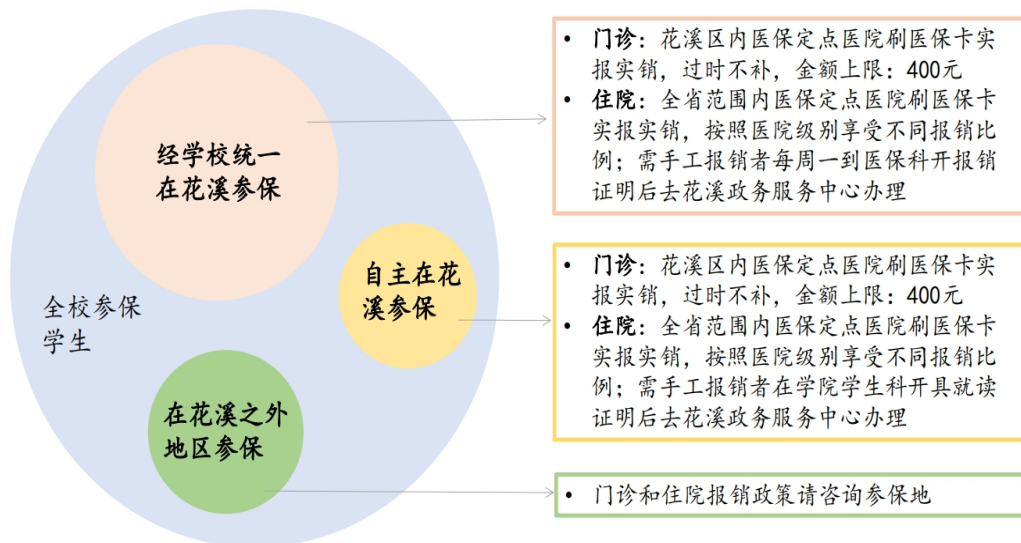 经学校统一
在花溪参保
自主在花
溪参保
全校参保
学生
在花溪之外
地区参保
• 门诊：花溪区内医保定点医院刷医保卡实
报实销，过时不补，金额上限：400元
• 住院：全省范围内医保定点医院刷医保卡
实报实销，按照医院级别享受不同报销比
例；需手工报销者每周一到医保科开报销
证明后去花溪政务服务中心办理
• 门诊：花溪区内医保定点医院刷医保卡实
报实销，过时不补，金额上限：400元
• 住院：全省范围内医保定点医院刷医保卡
实报实销，按照医院级别享受不同报销比
例；需手工报销者在学院学生科开具就读
证明后去花溪政务服务中心办理
• 门诊和住院报销政策请咨询参保地